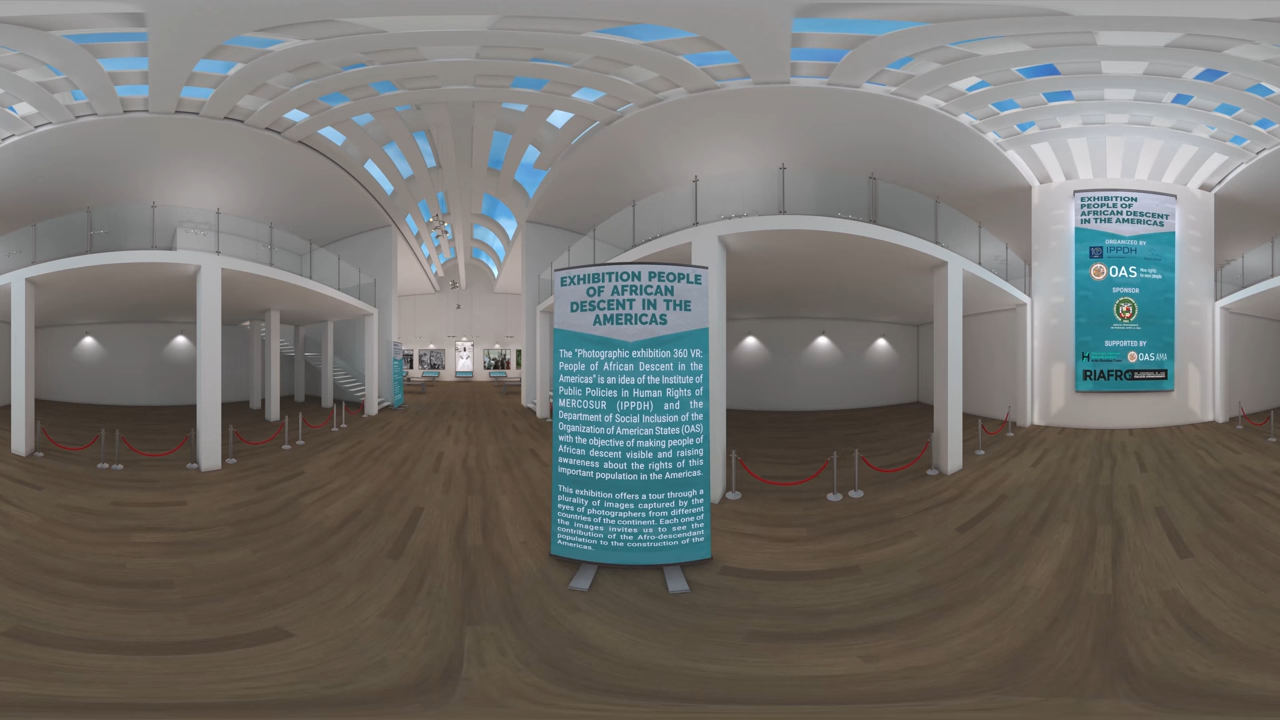 EXHIBITION PEOPLE
OF AFRICAN
DESCENT IN THE
AMERICAS
The "Photographic exhibition 360 VR:
People of African Descent in the
Americas" is an idea of the Institute of
Public Policies in Human Rights of
MERCOSUR (IPPDH) and the
Department of Social Inclusion of the
Organization of American States (OAS)
with the objective of making people of
African descent visible and raising
awareness about the rights of this
important population in the Americas.
This exhibition offers a tour through a
plurality of images captured by the
eyes of photographers from different
countries of the continent. Each one of
the images invites us to see the
contribution of the Afro-descendant
population to the construction of the
Americas.
EXHIBITION
PEOPLE OF
AFRICAN DESCENT
IN THE AMERICAS
ORGANIZED BY
IPPDH
OAS More rights
for more people
SPONSOR
SUPPORTED BY
OAS AMA
RIAFRO